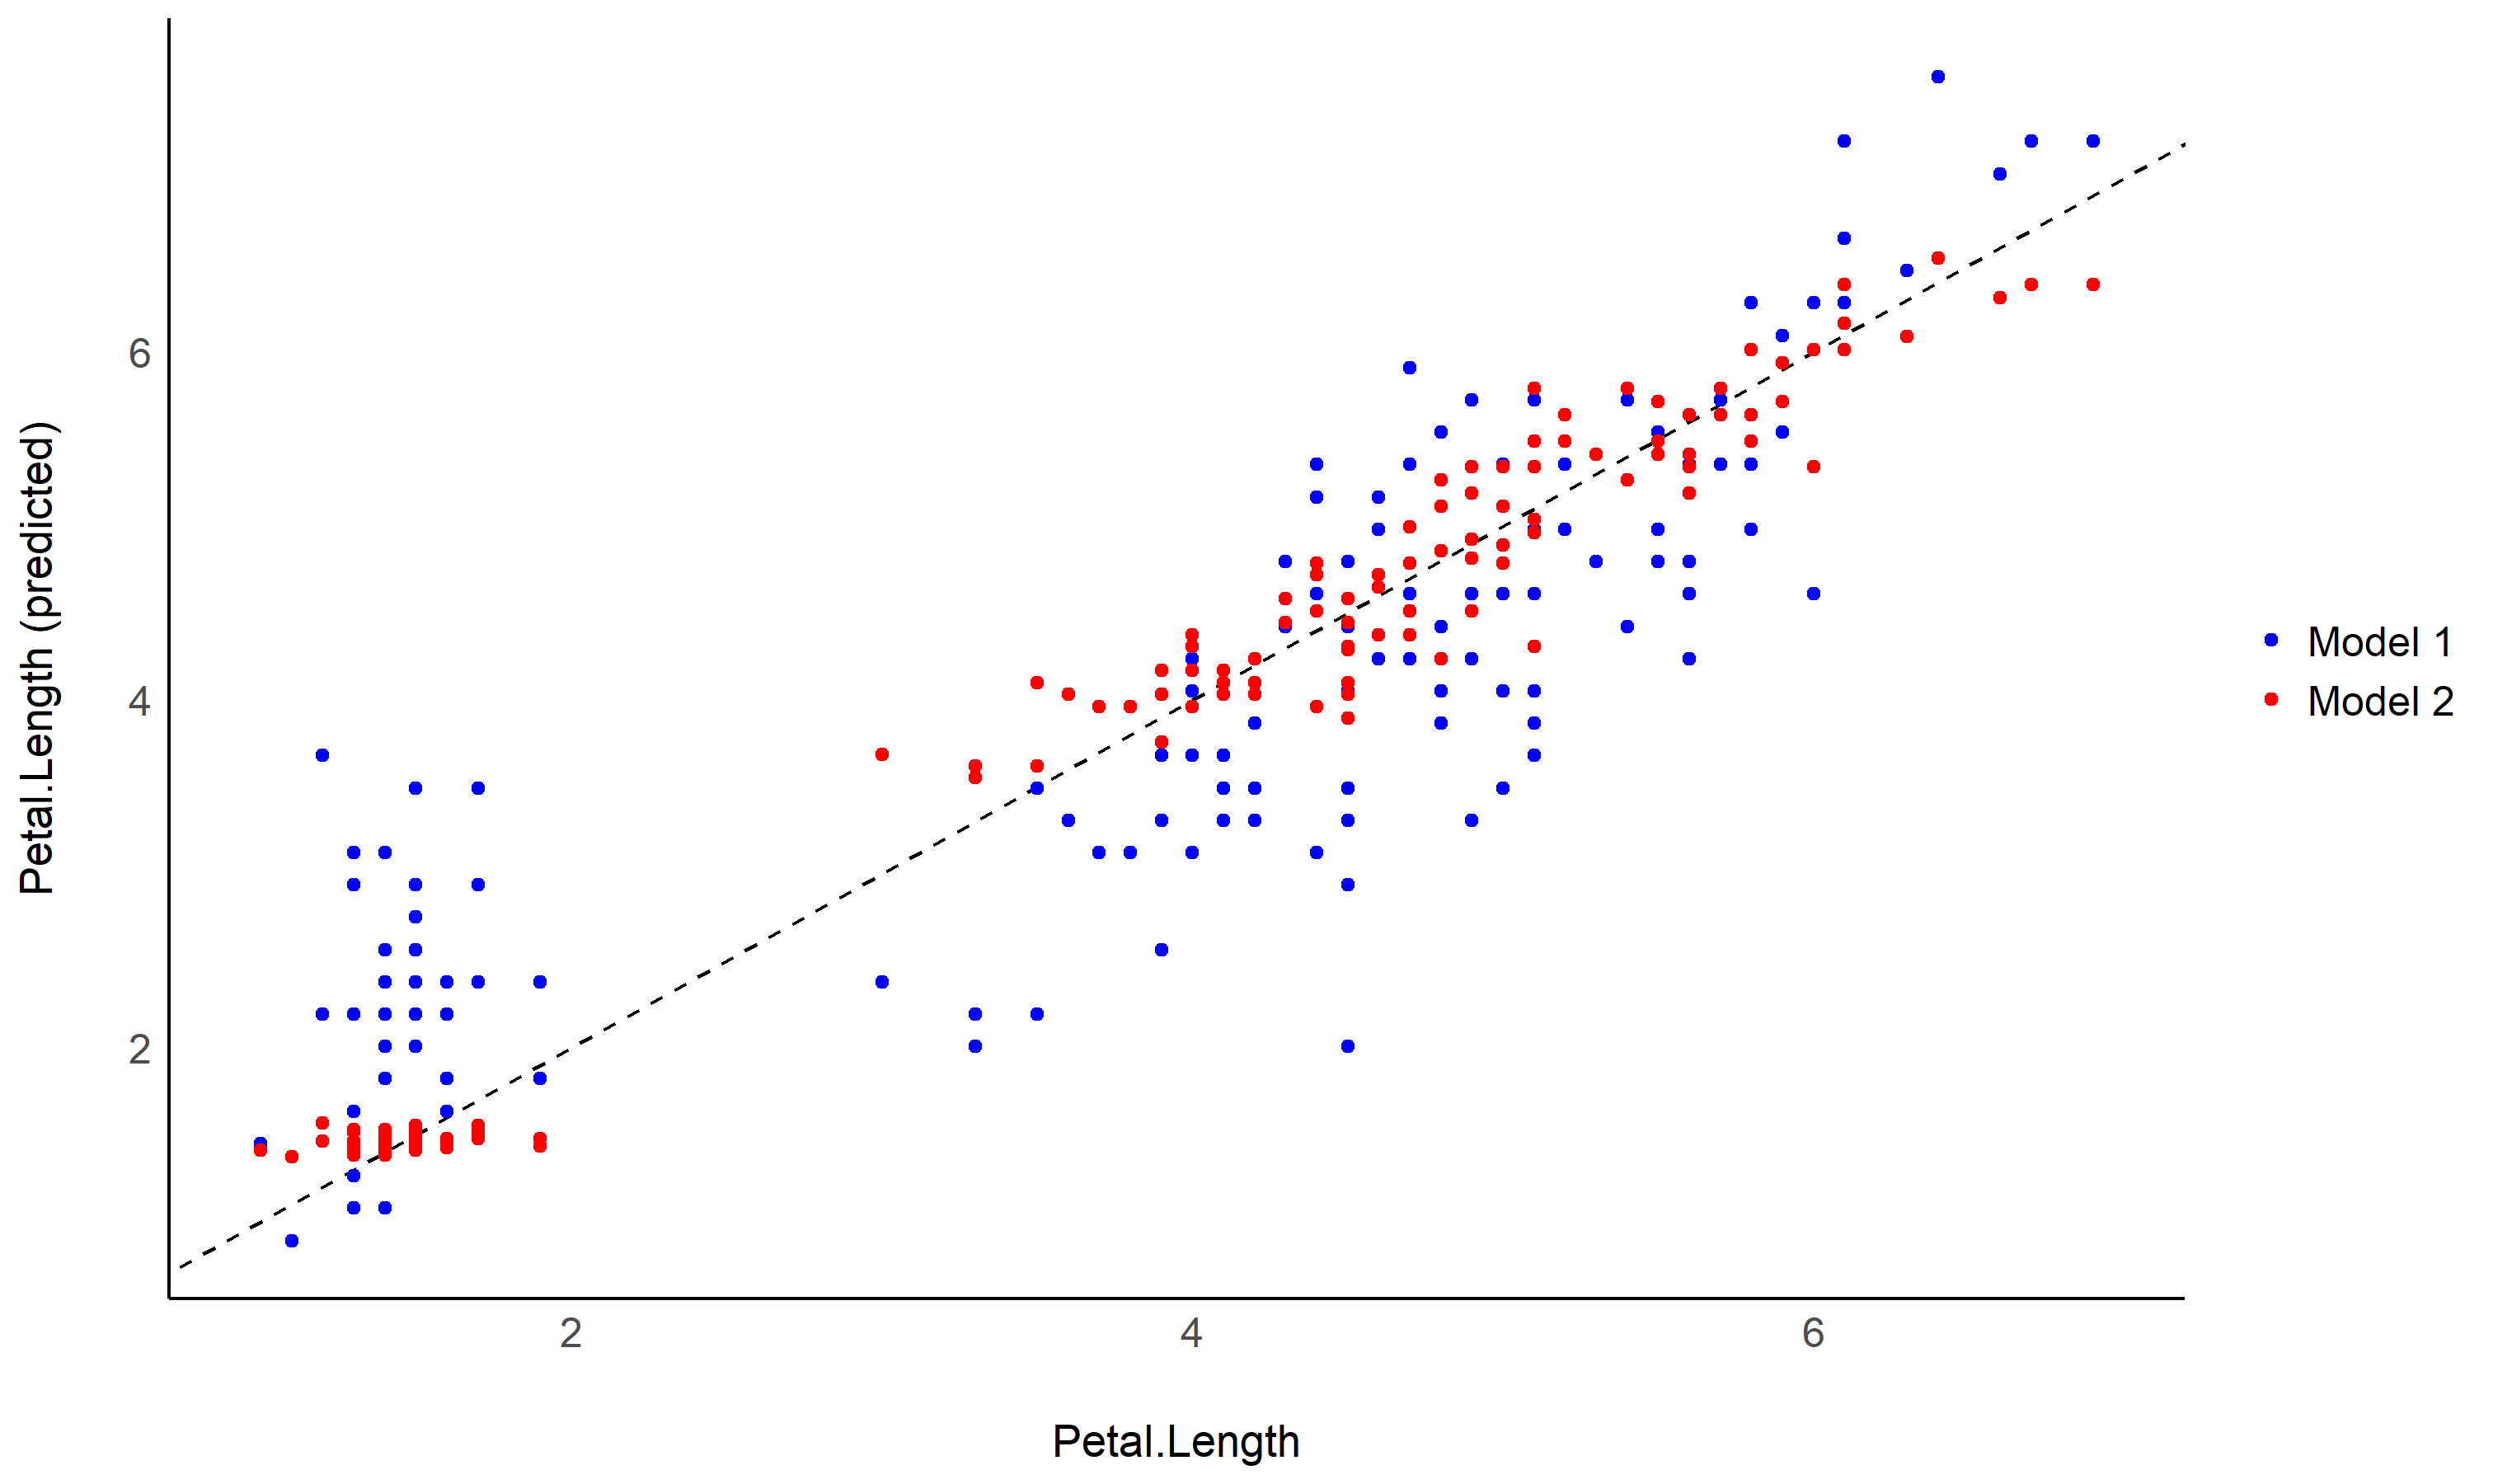 Petal.Length (predicted)
6
4
2
2 4 6
Petal.Length
Model 1
Model 2